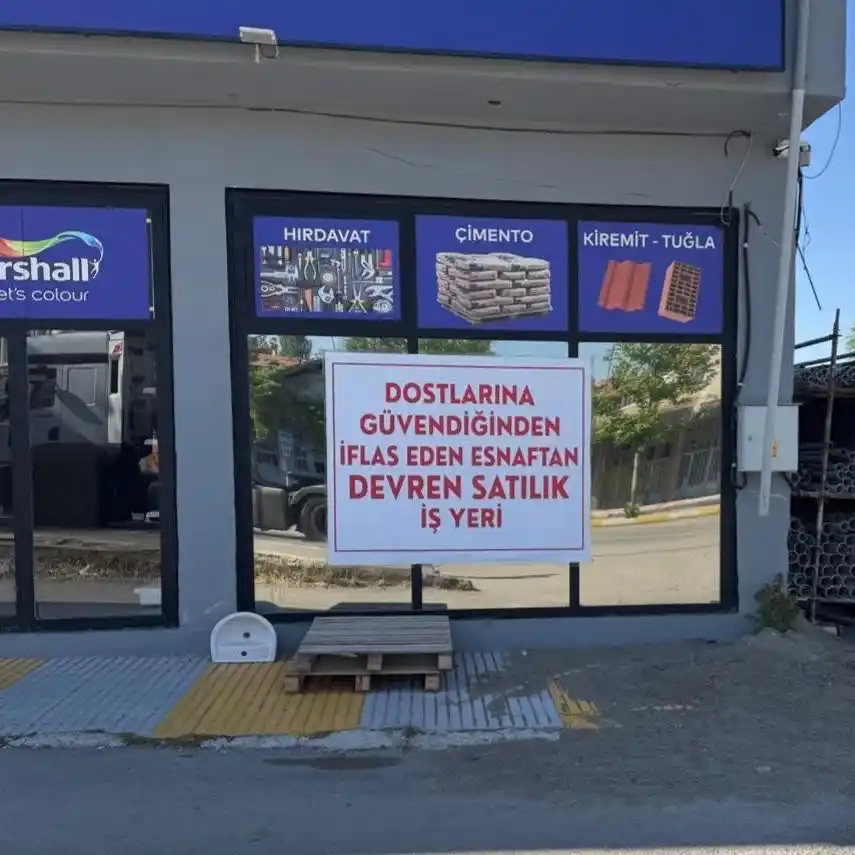 rshall
et's colour
HIRDAVAT
ÇİMENTO
KİREMİT - TUĞLA
DOSTLARINA
GÜVENDİĞİNDEN
İFLAS EDEN ESNAFTAN
DEVREN SATILIK
İŞ YERİ